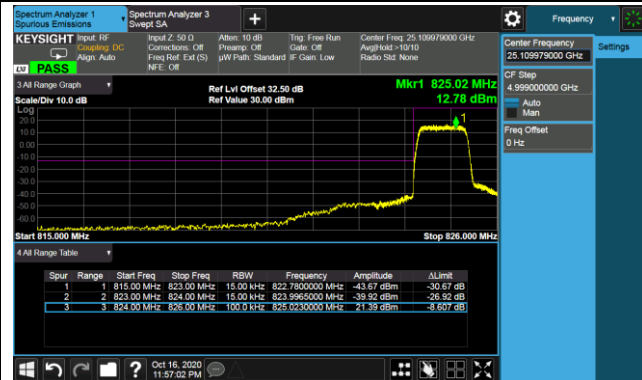 Spectrum Analyzer 1
Spurious Emissions
Spectrum Analyzer 3
Swept SA
+
Frequency
KEYSIGHT
Input: RF
Coupling: DC
Align: Auto
Input Z: 50 Ω
Corrections: Off
Freq Ref: Ext (S)
NFE: Off
Atten: 10 dB
Preamp: Off
µW Path: Standard
Trig: Free Run
Gate: Off
IF Gain: Low
Center Freq: 25.109979000 GHz
Avg|Hold:>10/10
Radio Std: None
LXI
PASS
Center Frequency
25.109979000 GHz
Settings
CF Step
4.999000000 GHz
Auto
Man
Freq Offset
0 Hz
3 All Range Graph
Scale/Div 10.0 dB
Ref Lvl Offset 32.50 dB
Ref Value 30.00 dBm
Mkr1 825.02 MHz
12.78 dBm
Log
20.0
10.0
0.00
-10.0
-20.0
-30.0
-40.0
-50.0
-60.0
1
Start 815.000 MHz
Stop 826.000 MHz
4 All Range Table
Spur Range Start Freq Stop Freq RBW Frequency Amplitude ΔLimit
1 1 815.00 MHz 823.00 MHz 15.00 kHz 822.7800000 MHz -43.67 dBm -30.67 dB
2 2 823.00 MHz 824.00 MHz 15.00 kHz 823.9965000 MHz -39.92 dBm -26.92 dB
3 3 824.00 MHz 826.00 MHz 100.0 kHz 825.0230000 MHz 21.39 dBm -8.607 dB
?
Oct 16, 2020
11:57:02 PM